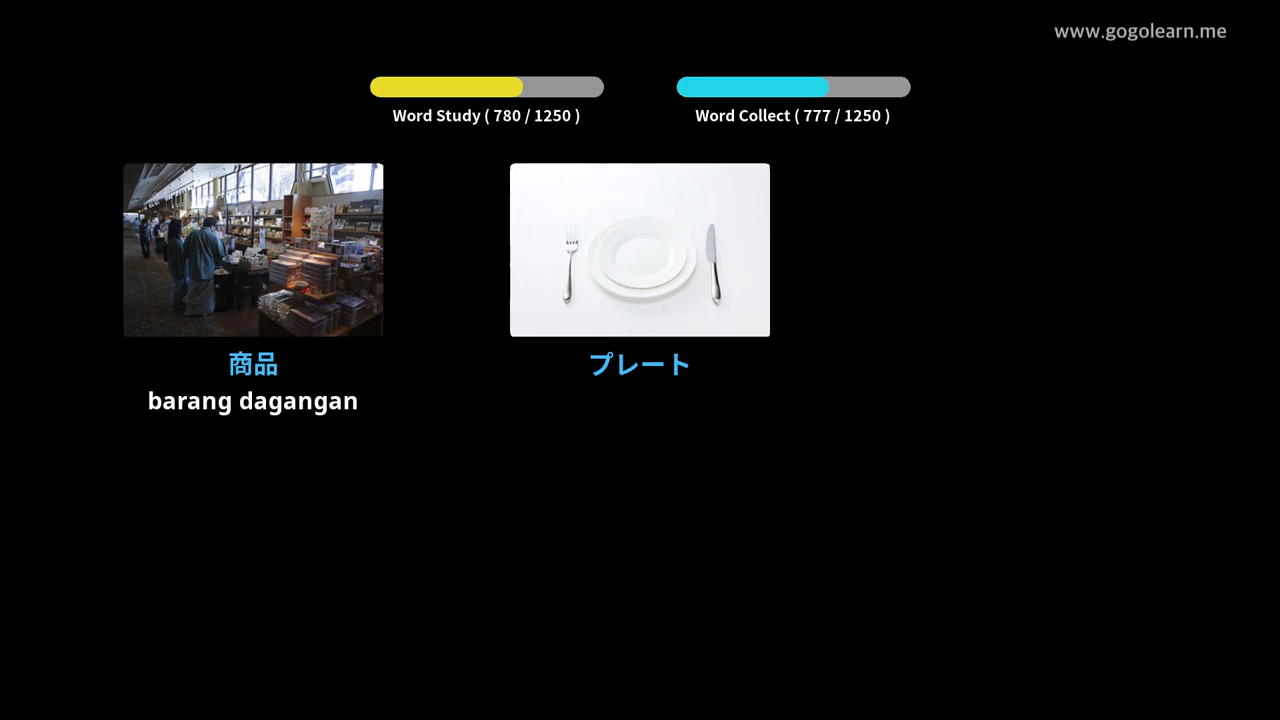 www.gogolearn.me
Word Study ( 780 / 1250 )
Word Collect ( 777 / 1250 )
商品
プレート
barang dagangan